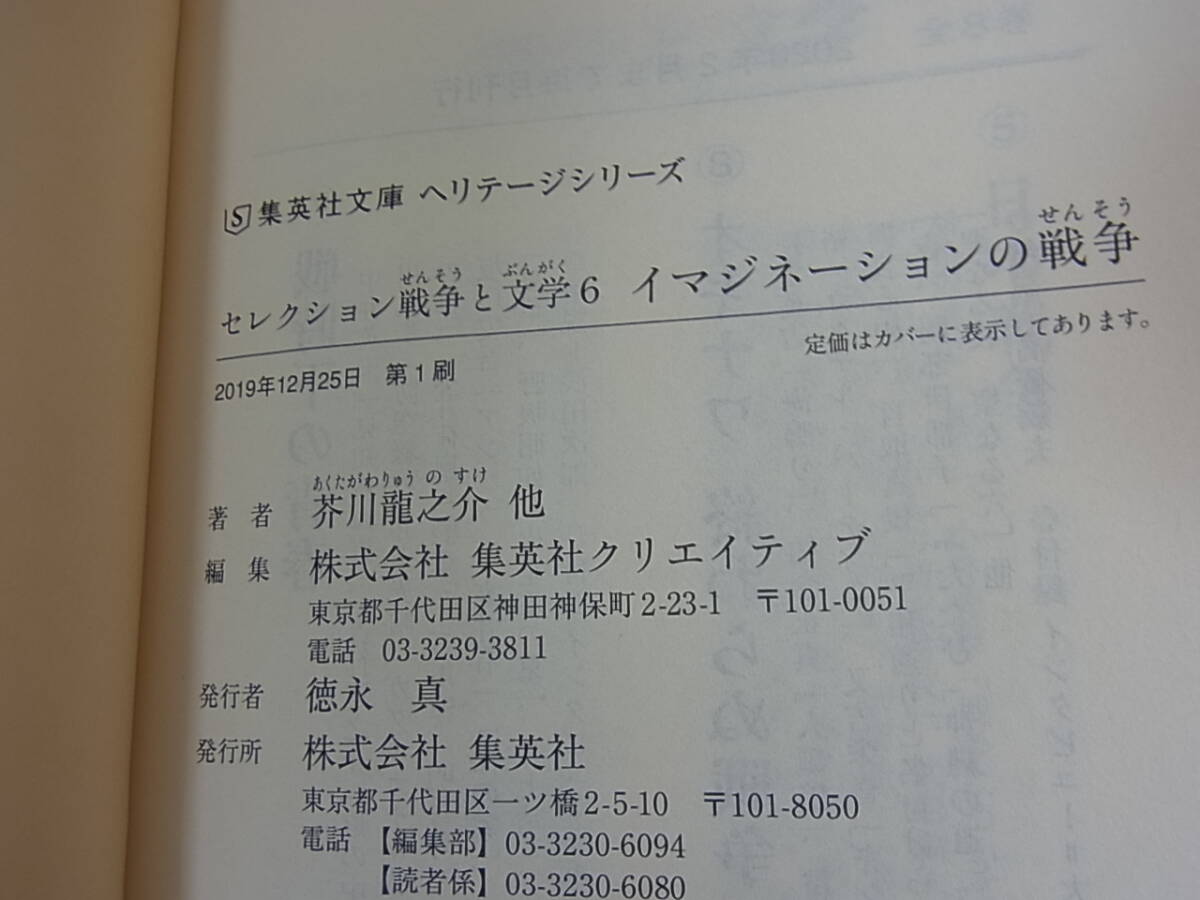 集英社文庫 ヘリテージシリーズ
せんそう ぶんがく せんそう
セレクション戦争と文学6 イマジネーションの戦争
定価はカバーに表示してあります。
2019年12月25日 第1刷
あくたがわりゅうのすけ
著者 芥川龍之介 他
編集 株式会社 集英社クリエイティブ
東京都千代田区神田神保町2-23-1 〒101-0051
電話 03-3239-3811
発行者 徳永 真
発行所 株式会社 集英社
東京都千代田区一ツ橋2-5-10 〒101-8050
電話 【編集部】03-3230-6094
【読者係】03-3230-6080